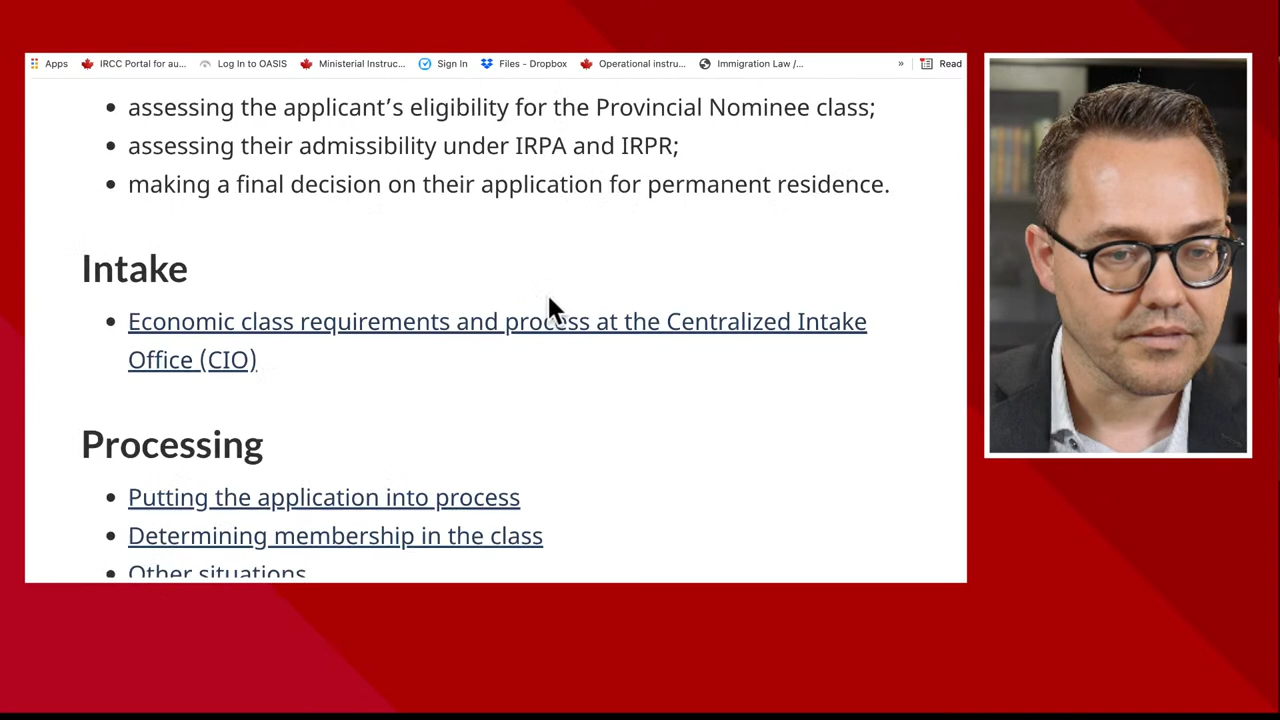 Apps IRCC Portal for au... Log In to OASIS Ministerial Instruc... Sign In Files - Dropbox Operational instru... Immigration Law /... » Read
• assessing the applicant’s eligibility for the Provincial Nominee class;
• assessing their admissibility under IRPA and IRPR;
• making a final decision on their application for permanent residence.
Intake
• Economic class requirements and process at the Centralized Intake
Office (CIO)
Processing
• Putting the application into process
• Determining membership in the class
• Other situations